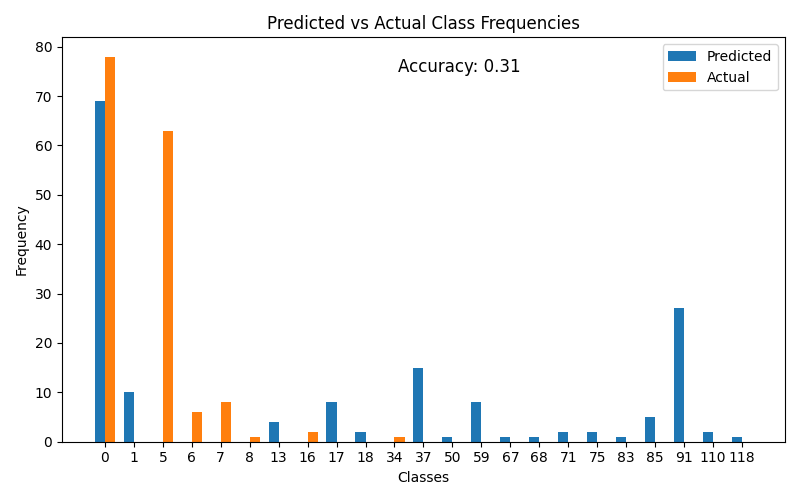 Predicted vs Actual Class Frequencies
Accuracy: 0.31
Predicted
Actual
Frequency
80
70
60
50
40
30
20
10
0
0 1 5 6 7 8 13 16 17 18 34 37 50 59 67 68 71 75 83 85 91 110 118
Classes